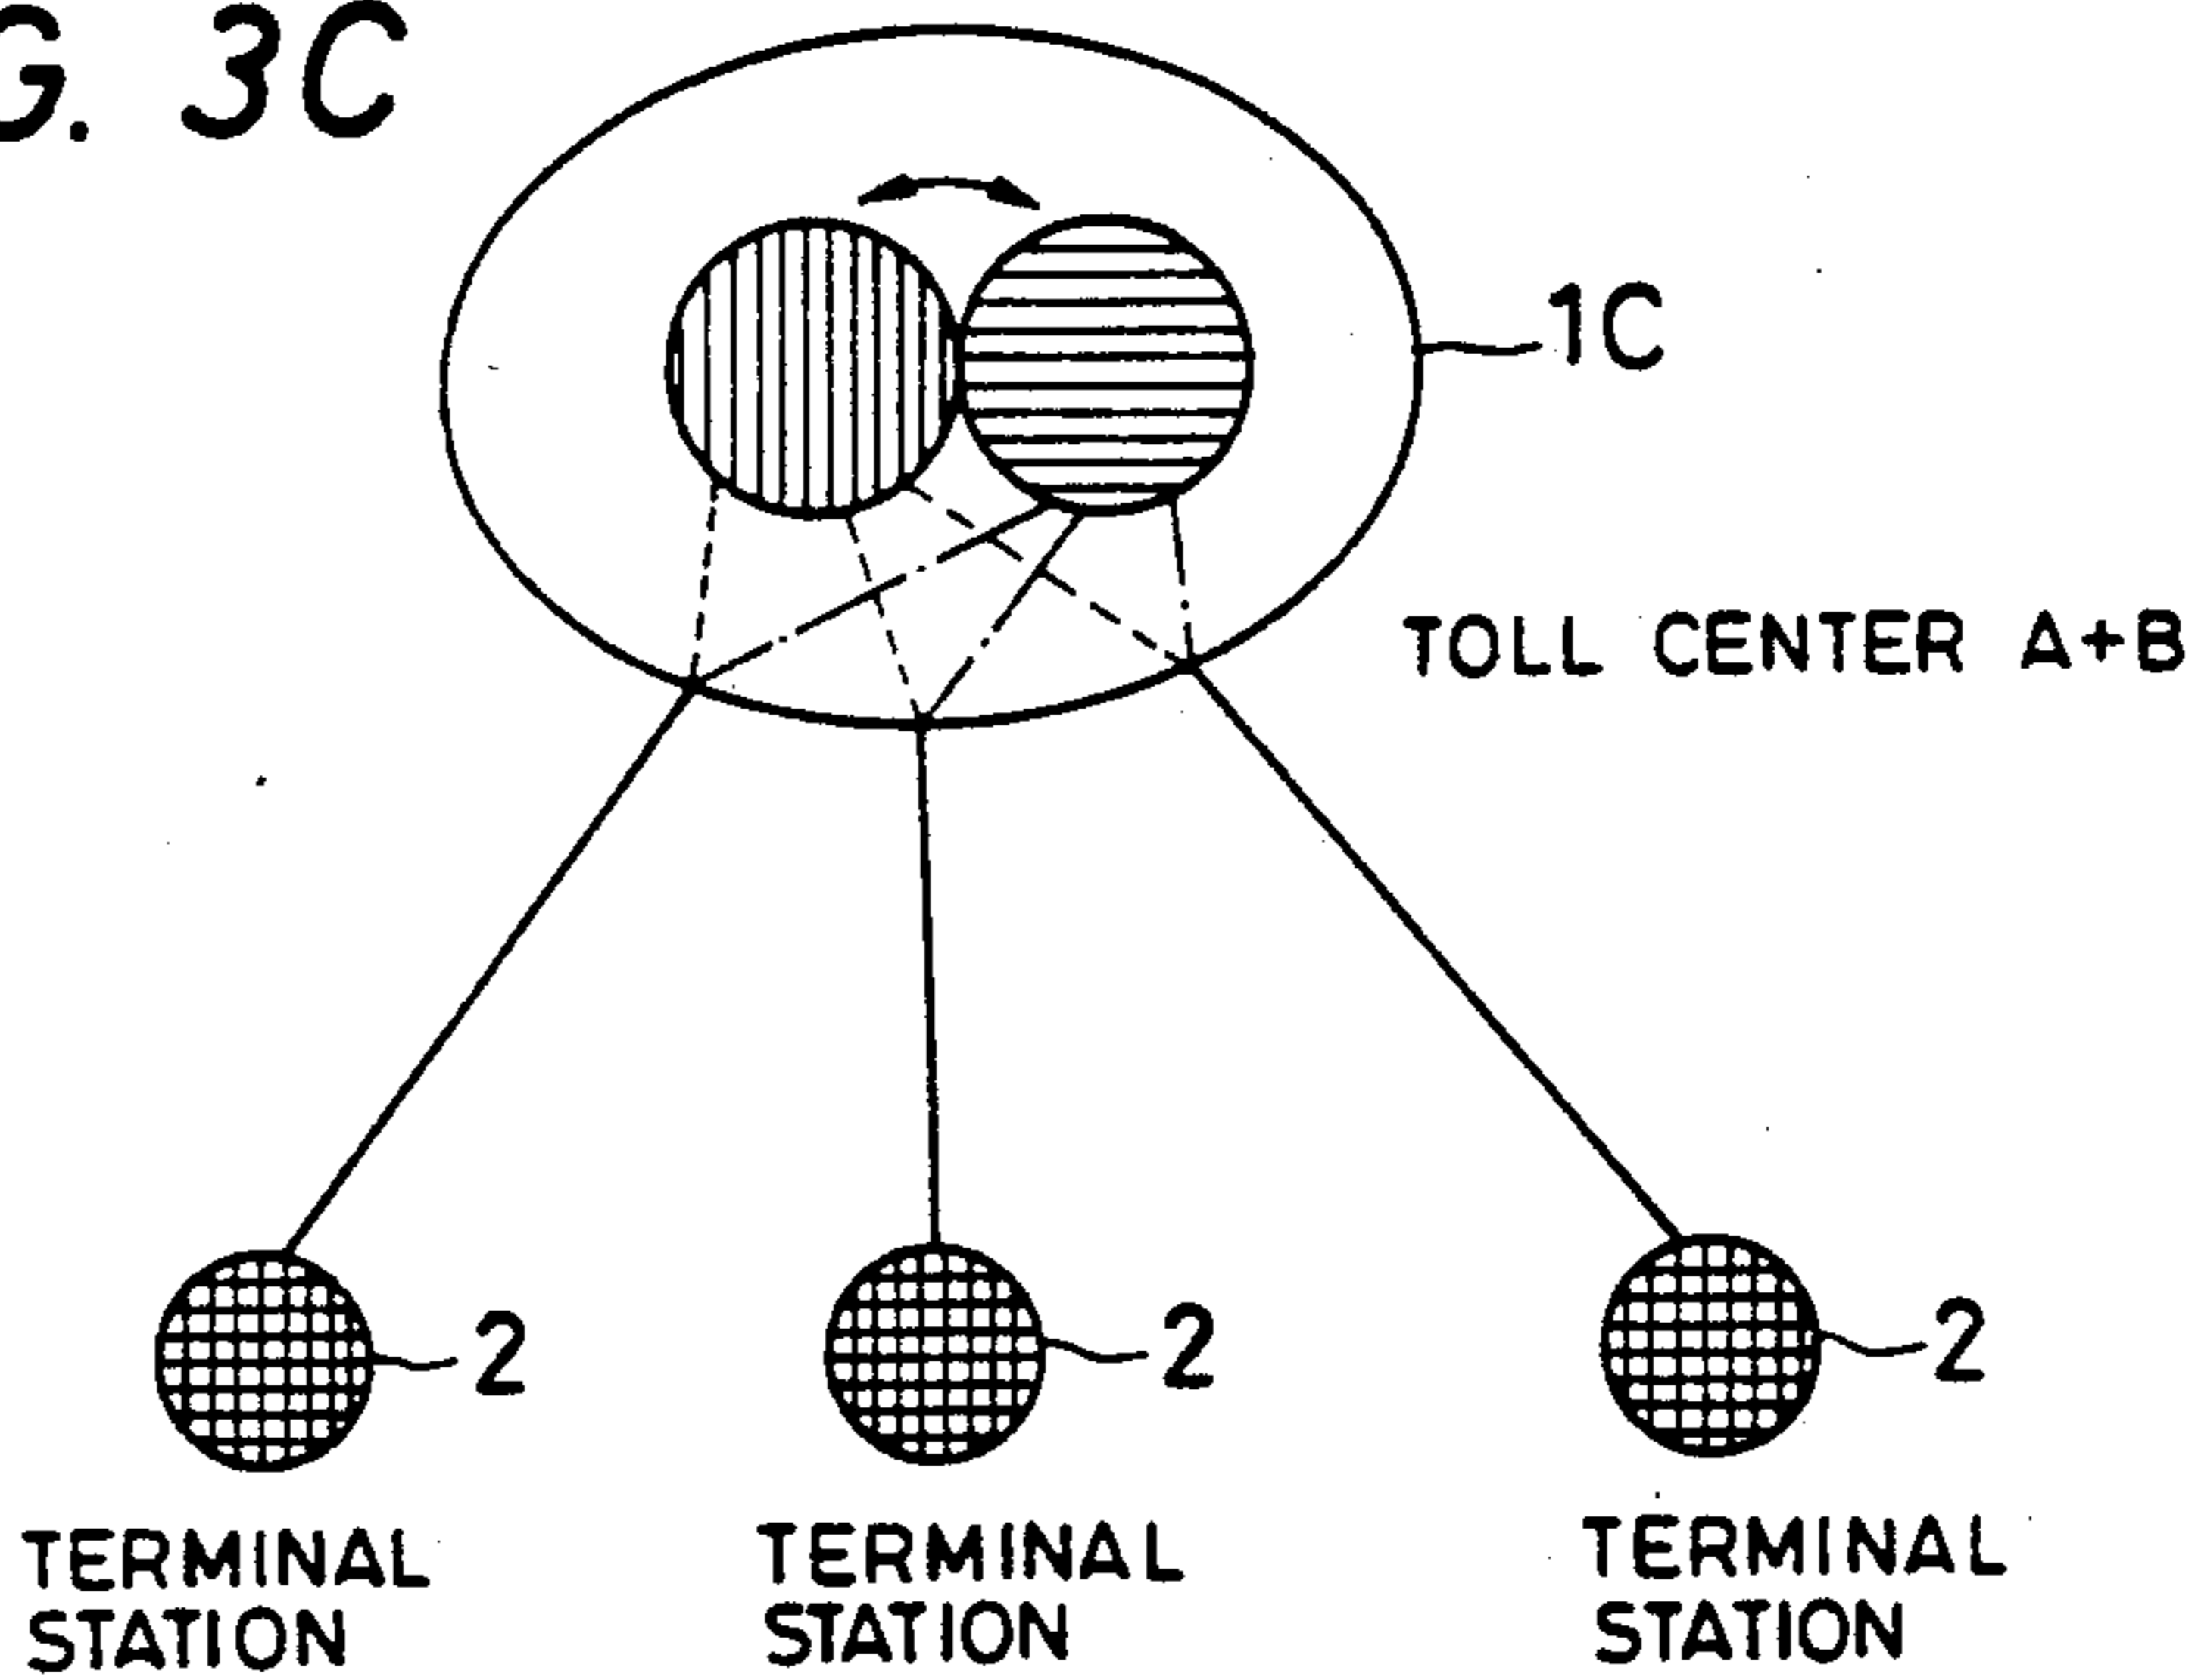 G. 3C
1C
TOLL CENTER A+B
2
2
2
TERMINAL
STATION
TERMINAL
STATION
TERMINAL
STATION